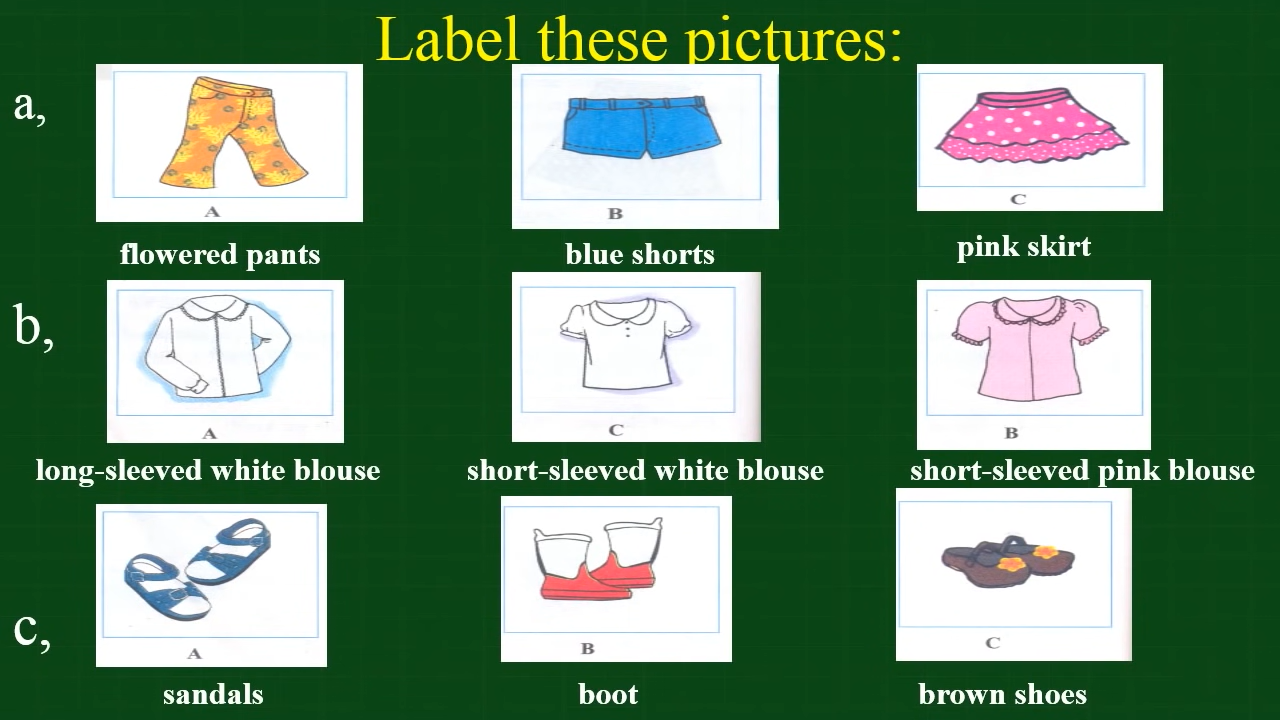 Label these pictures:
a,
A
B
C
flowered pants
blue shorts
pink skirt
b,
A
C
B
long-sleeved white blouse
short-sleeved white blouse
short-sleeved pink blouse
c,
A
B
C
sandals
boot
brown shoes